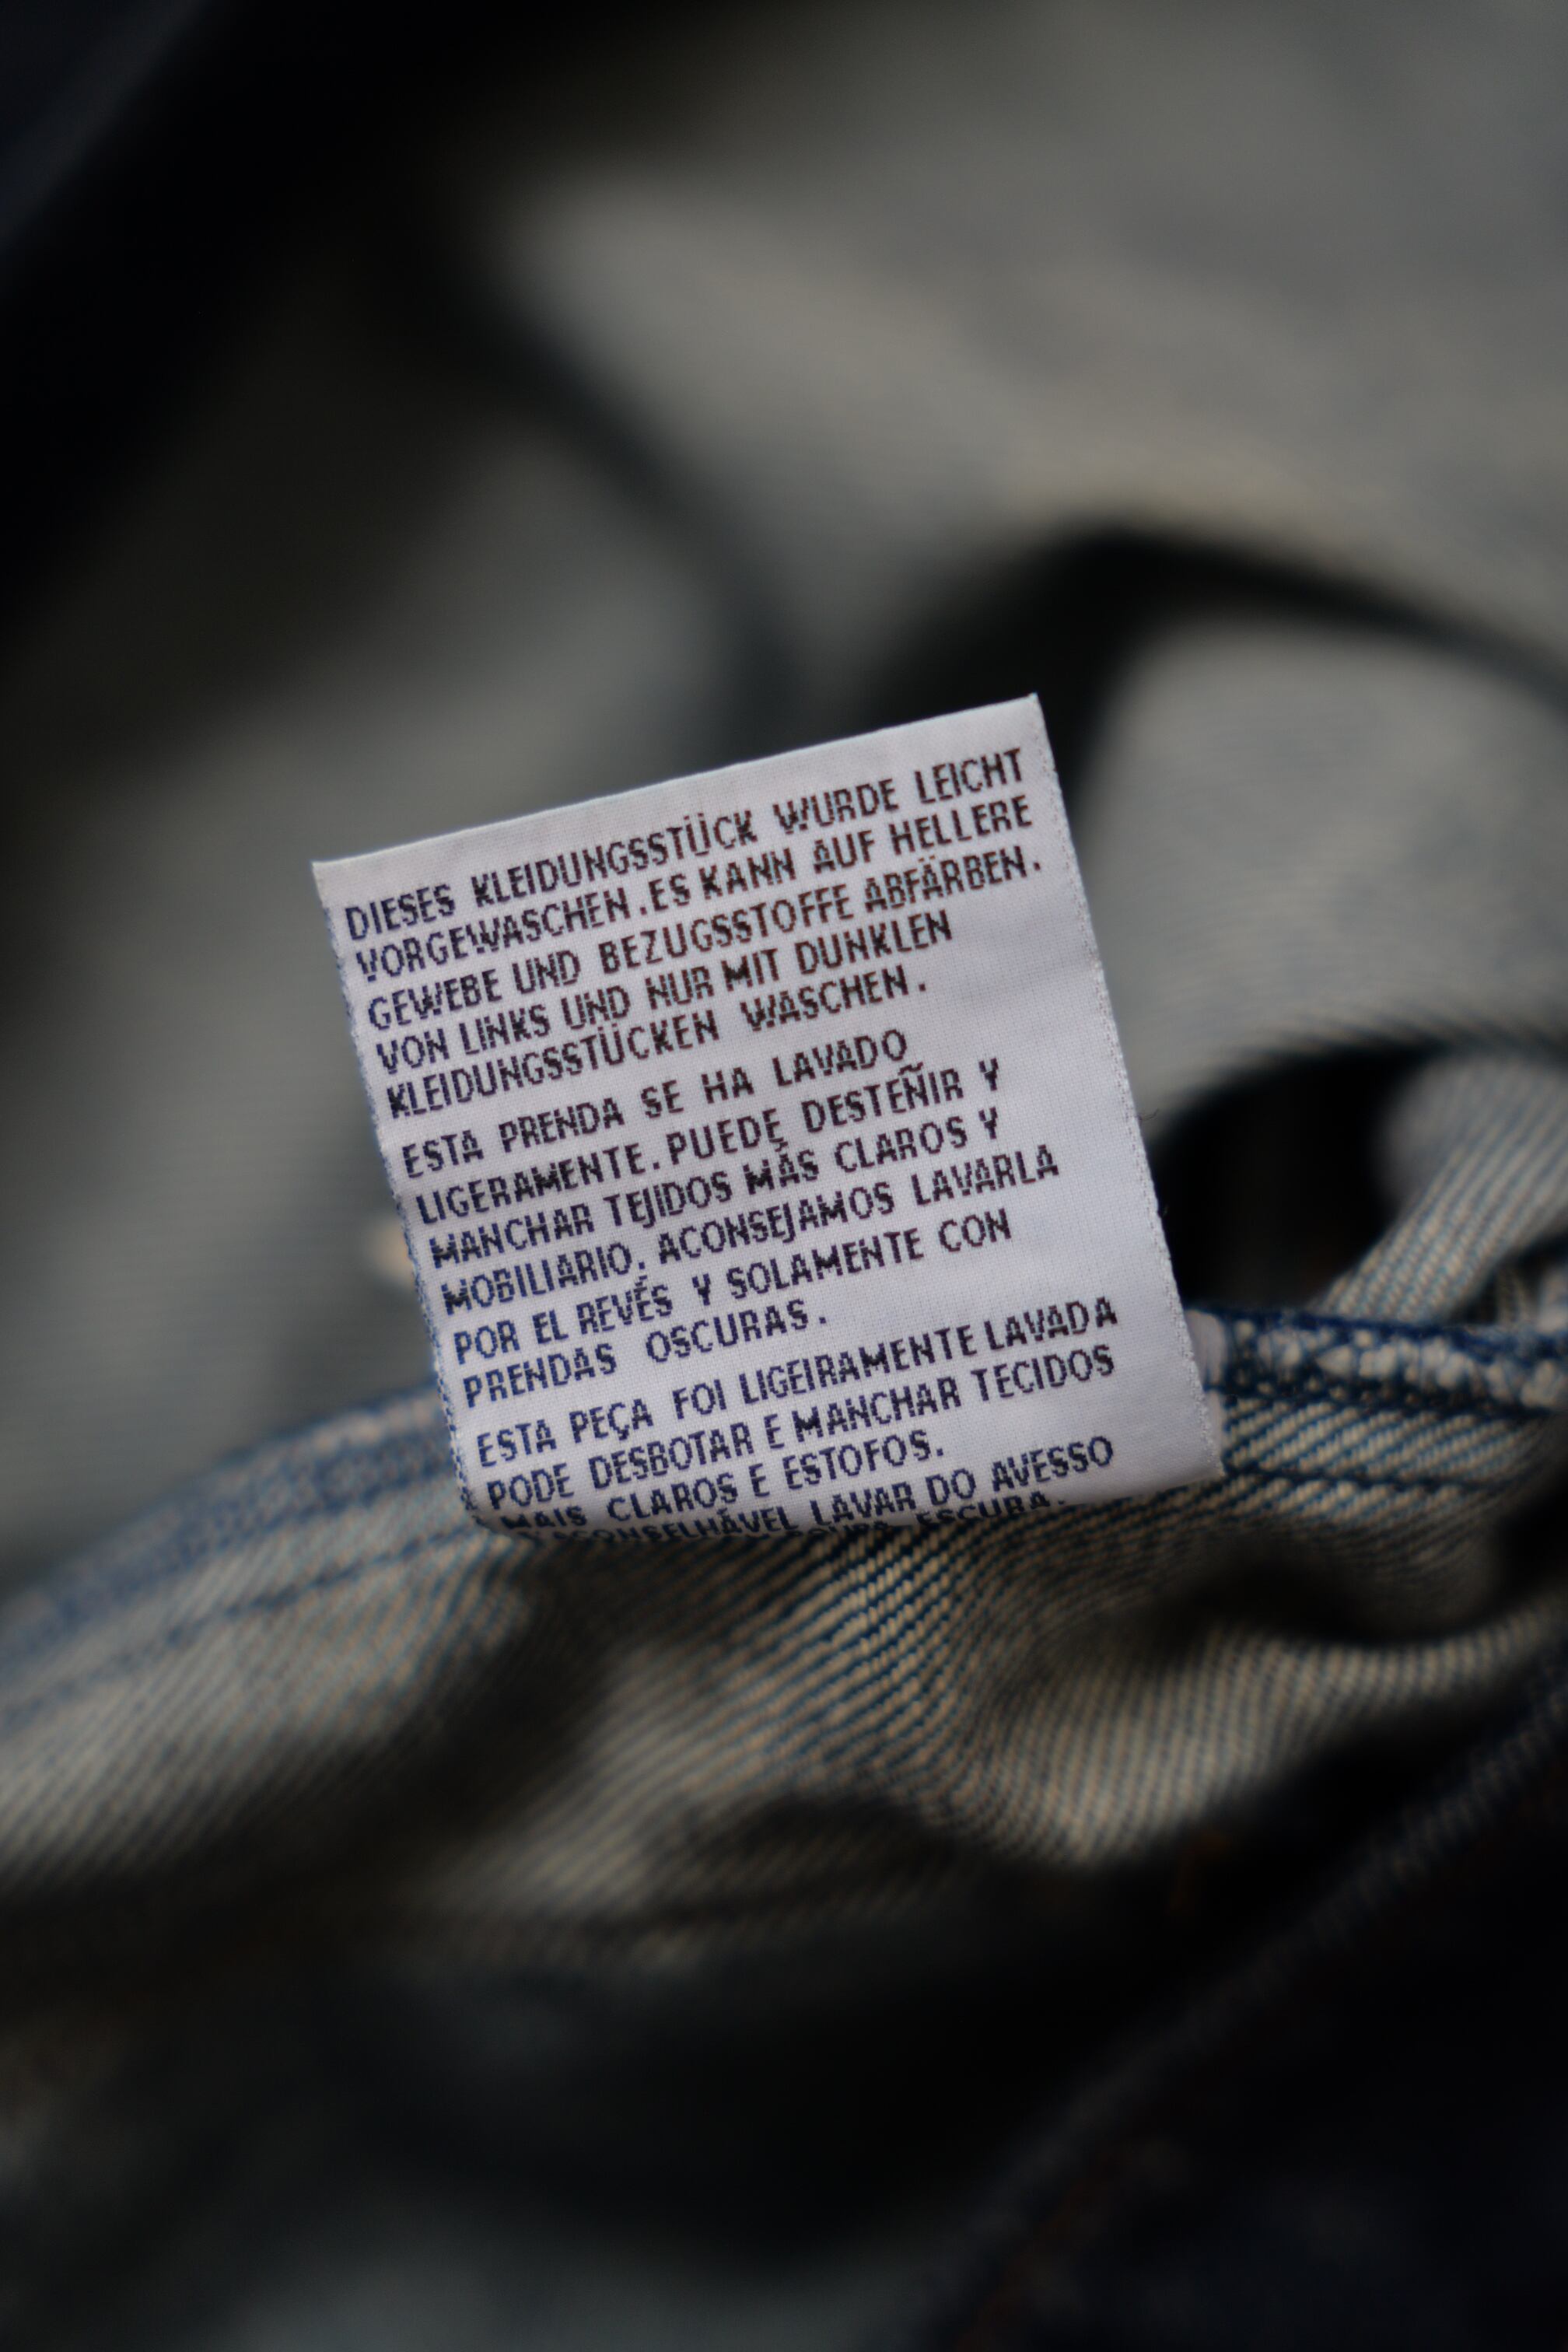 DIESES KLEIDUNGSSTÜCK WURDE LEICHT
VORGEWASCHEN. ES KANN AUF HELLERE
GEWEBE UND BEZUGSSTOFFE ABFÄRBEN.
VON LINKS UND NUR MIT DUNKLEN
KLEIDUNGSSTÜCKEN WASCHEN.
ESTA PRENDA SE HA LAVADO
LIGERAMENTE. PUEDE DESTEÑIR Y
MANCHAR TEJIDOS MÁS CLAROS Y
MOBILIARIO. ACONSEJAMOS LAVARLA
POR EL REVÉS Y SOLAMENTE CON
PRENDAS OSCURAS.
ESTA PEÇA FOI LIGEIRAMENTE LAVADA
PODE DESBOTAR E MANCHAR TECIDOS
MAIS CLAROS E ESTOFOS.
ACONSELHÁVEL LAVAR DO AVESSO
ESCURA.